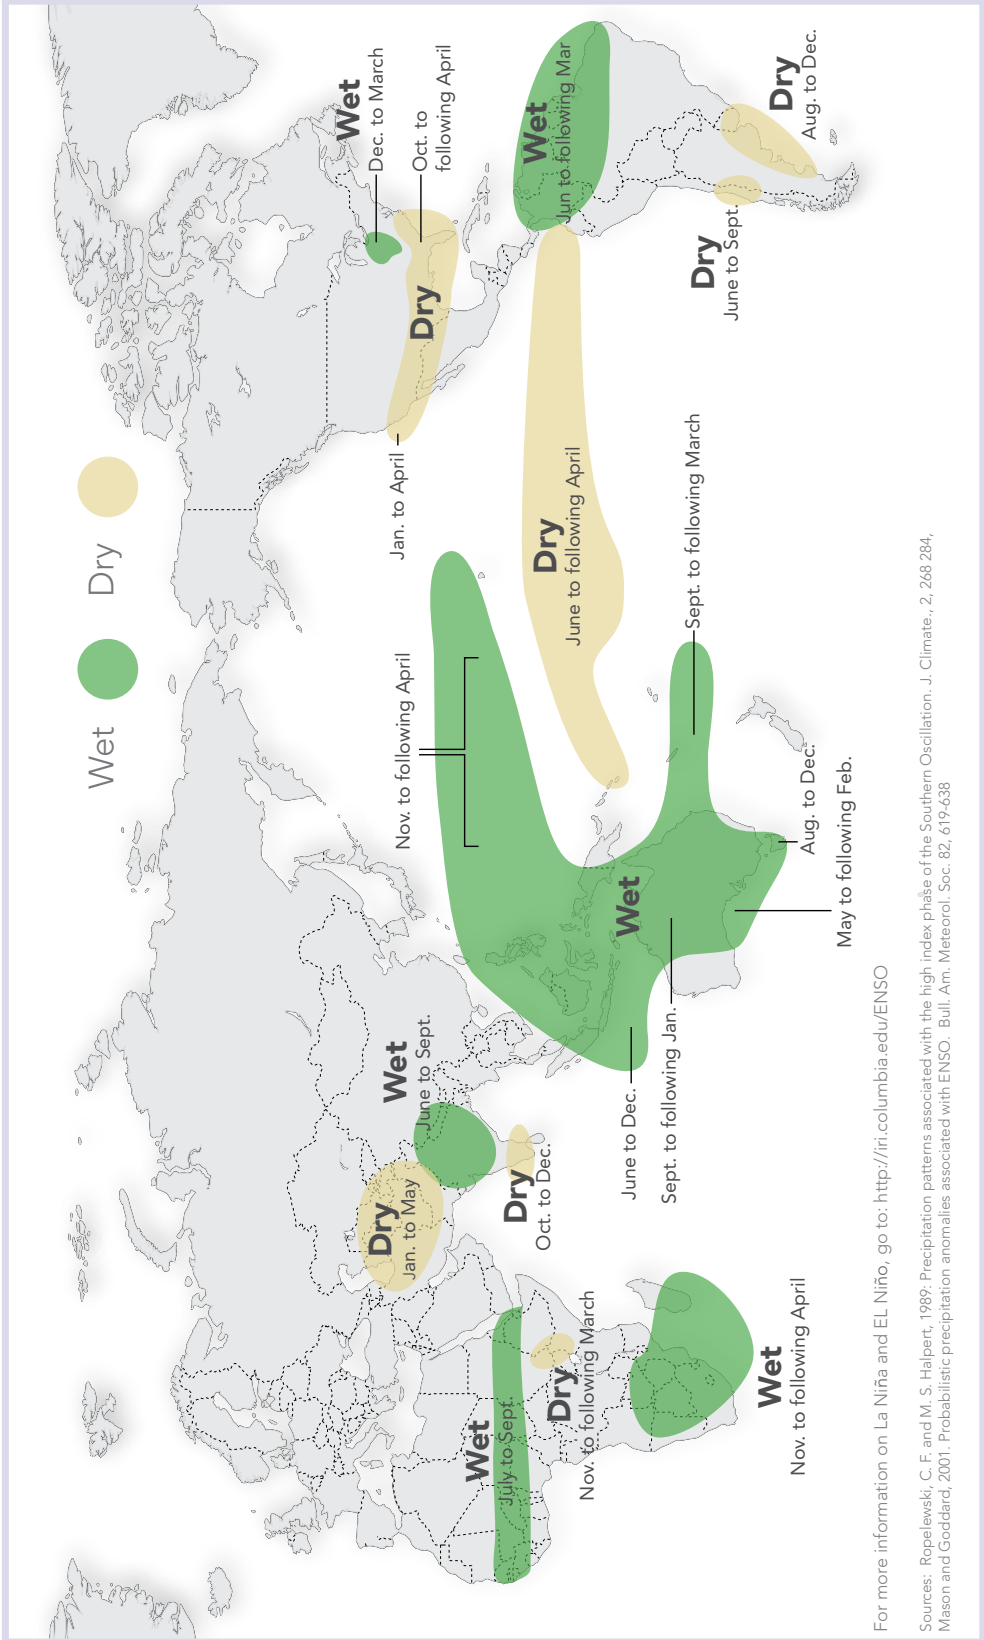 Wet
Dry
Wet
Dec. to March
Oct. to
following April
Dry
Jan. to April
Wet
Jun to following Mar
Dry
Aug. to Dec.
Dry
June to Sept.
Dry
June to following April
Nov. to following April
Sept. to following March
Wet
Aug. to Dec.
May to following Feb.
June to Dec.
Sept. to following Jan.
Wet
June to Sept.
Dry
Jan. to May
Dry
Oct. to Dec.
Wet
July to Sept.
Dry
Nov. to following March
Wet
Nov. to following April
For more information on La Niña and EL Niño, go to: http://iri.columbia.edu/ENSO
Sources: Ropelewski, C. F. and M. S. Halpert, 1989: Precipitation patterns associated with the high index phase of the Southern Oscillation. J. Climate., 2, 268 284,
Mason and Goddard, 2001. Probabilistic precipitation anomalies associated with ENSO. Bull. Am. Meteorol. Soc. 82, 619-638